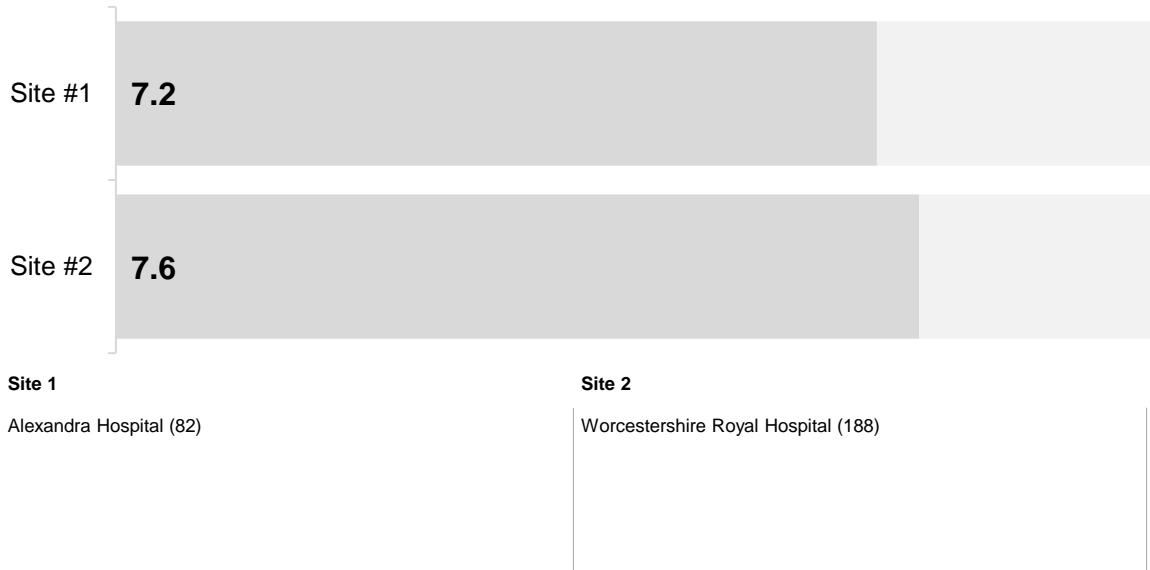 Site #1 7.2
Site #2 7.6
Site 1
Alexandra Hospital (82)
Site 2
Worcestershire Royal Hospital (188)